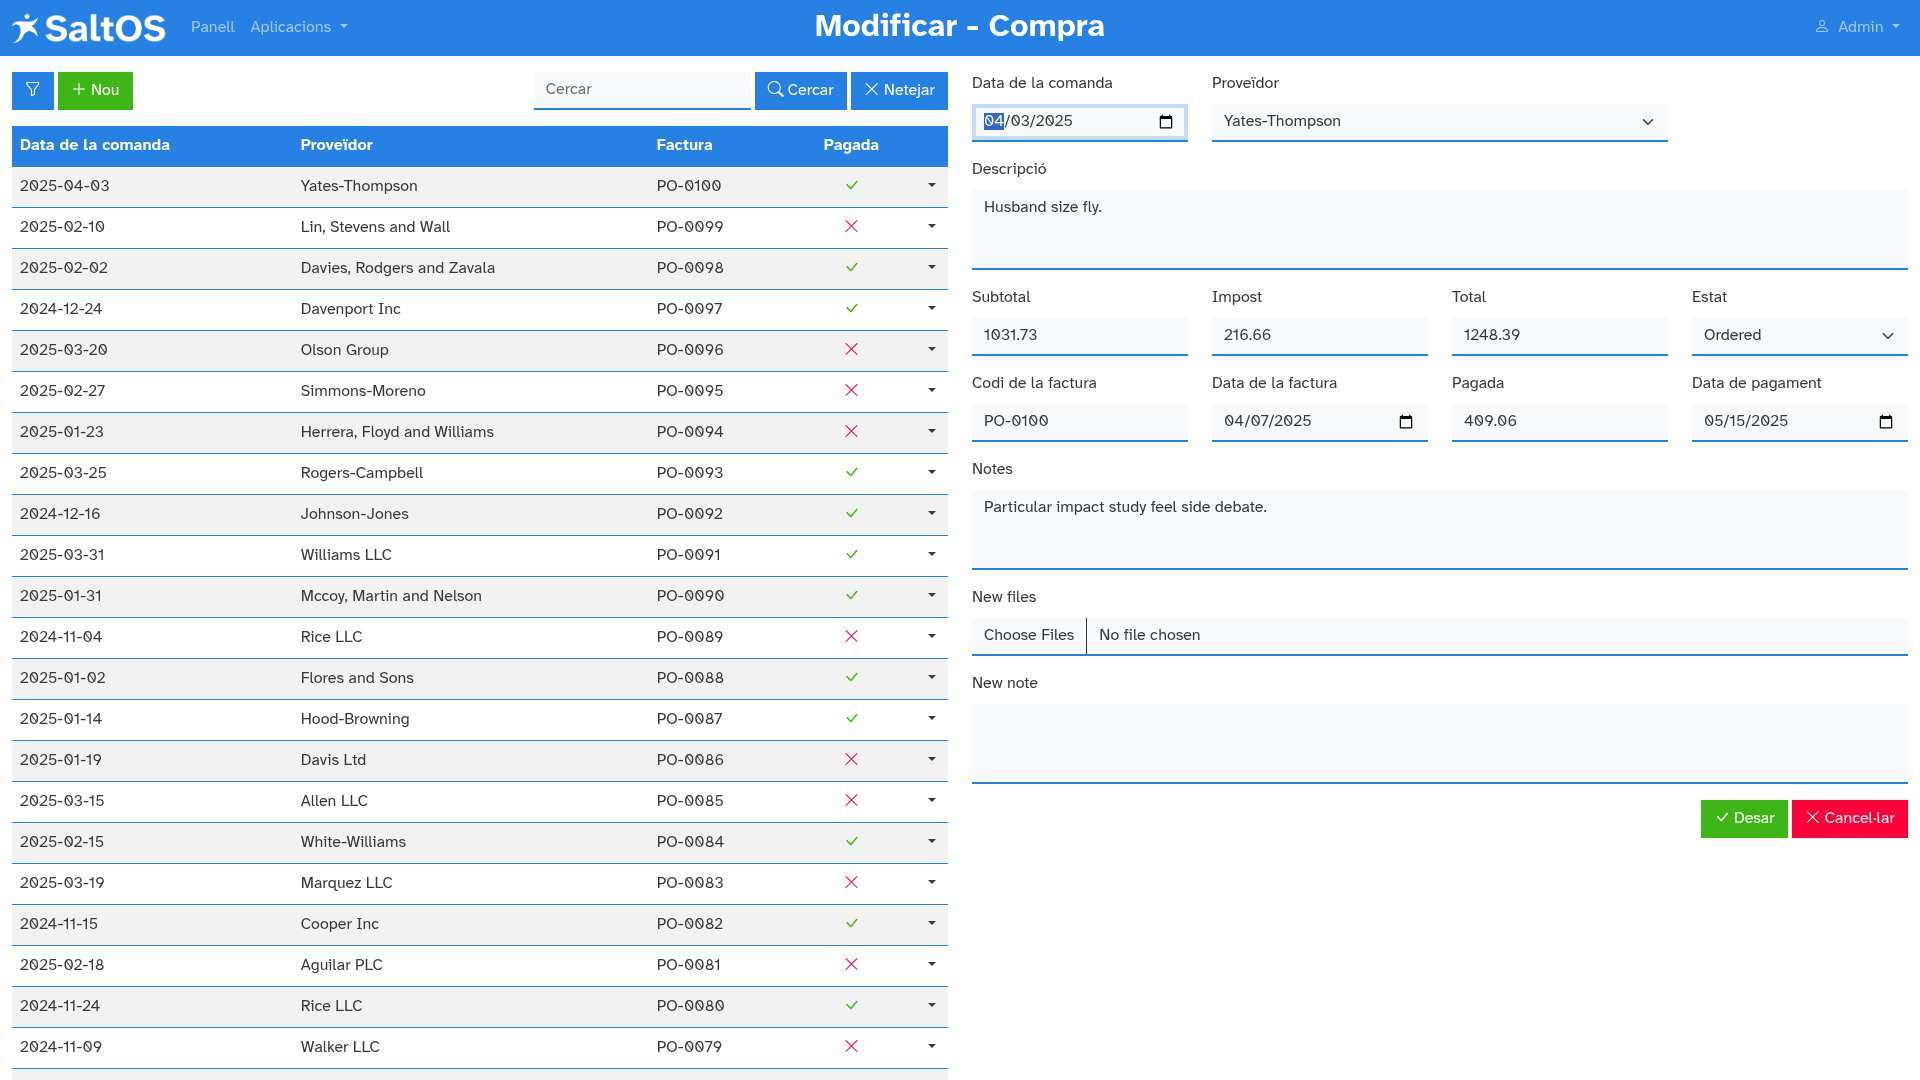 SaltOS Panell Aplicacions Modificar - Compra Admin
Nou Cercar Cercar Netejar
Data de la comanda Proveïdor Factura Pagada
2025-04-03 Yates-Thompson PO-0100
2025-02-10 Lin, Stevens and Wall PO-0099
2025-02-02 Davies, Rodgers and Zavala PO-0098
2024-12-24 Davenport Inc PO-0097
2025-03-20 Olson Group PO-0096
2025-02-27 Simmons-Moreno PO-0095
2025-01-23 Herrera, Floyd and Williams PO-0094
2025-03-25 Rogers-Campbell PO-0093
2024-12-16 Johnson-Jones PO-0092
2025-03-31 Williams LLC PO-0091
2025-01-31 Mccoy, Martin and Nelson PO-0090
2024-11-04 Rice LLC PO-0089
2025-01-02 Flores and Sons PO-0088
2025-01-14 Hood-Browning PO-0087
2025-01-19 Davis Ltd PO-0086
2025-03-15 Allen LLC PO-0085
2025-02-15 White-Williams PO-0084
2025-03-19 Marquez LLC PO-0083
2024-11-15 Cooper Inc PO-0082
2025-02-18 Aguilar PLC PO-0081
2024-11-24 Rice LLC PO-0080
2024-11-09 Walker LLC PO-0079
Data de la comanda Proveïdor
04/03/2025 Yates-Thompson
Descripció
Husband size fly.
Subtotal Impost Total Estat
1031.73 216.66 1248.39 Ordered
Codi de la factura Data de la factura Pagada Data de pagament
PO-0100 04/07/2025 409.06 05/15/2025
Notes
Particular impact study feel side debate.
New files
Choose Files No file chosen
New note
Desar Cancel·lar